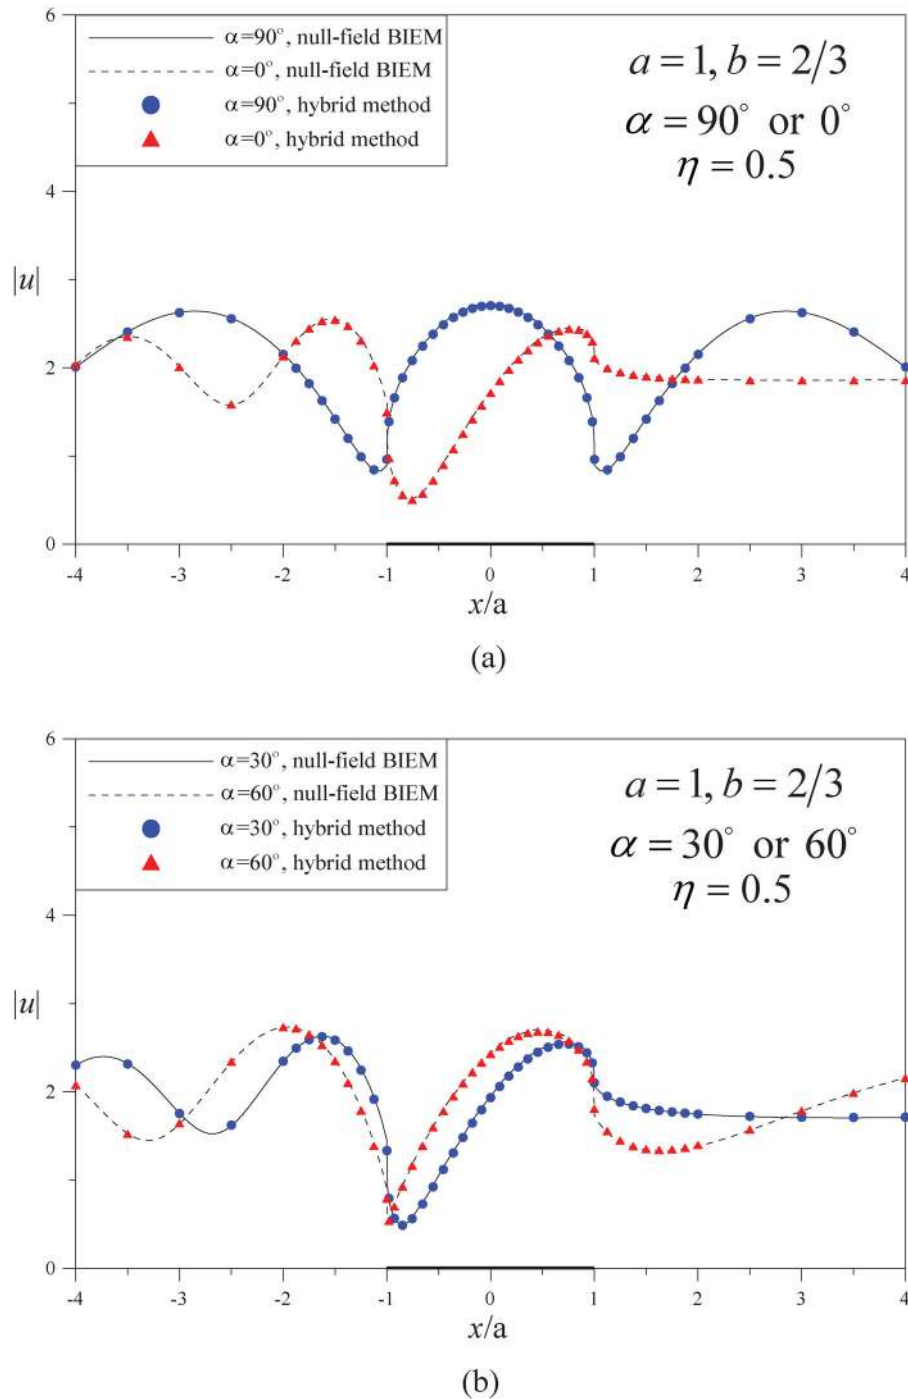 6
α=90°, null-field BIEM
α=0°, null-field BIEM
α=90°, hybrid method
α=0°, hybrid method
a = 1, b = 2/3
α = 90° or 0°
η = 0.5
4
|u|
2
0
-4 -3 -2 -1 0 1 2 3 4
x/a
(a)
6
α=30°, null-field BIEM
α=60°, null-field BIEM
α=30°, hybrid method
α=60°, hybrid method
a = 1, b = 2/3
α = 30° or 60°
η = 0.5
4
|u|
2
0
-4 -3 -2 -1 0 1 2 3 4
x/a
(b)